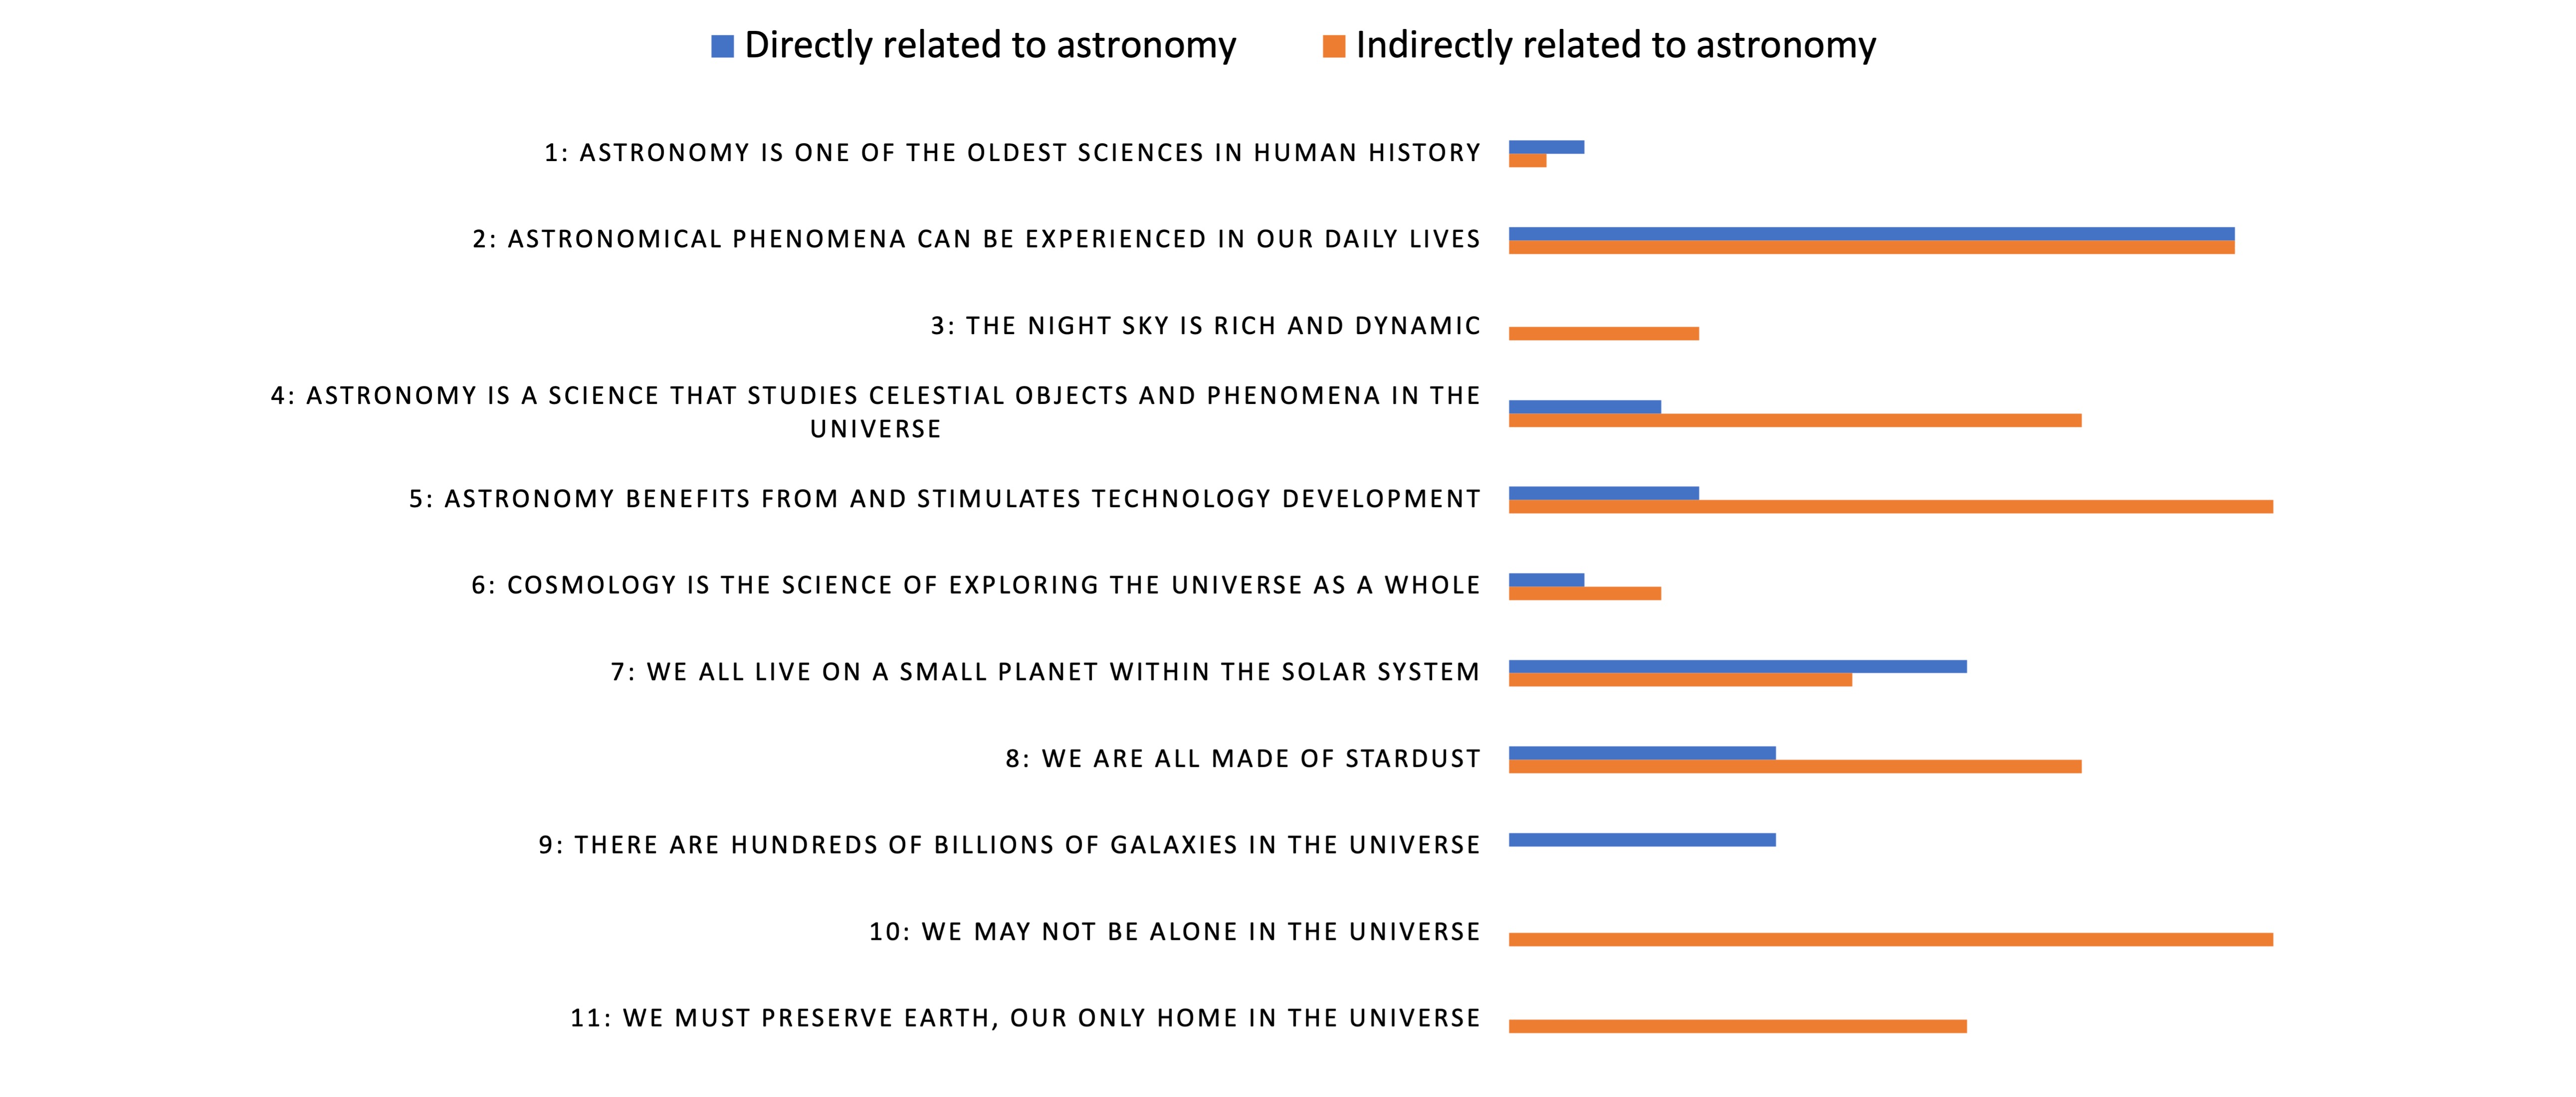 Directly related to astronomy Indirectly related to astronomy
1: ASTRONOMY IS ONE OF THE OLDEST SCIENCES IN HUMAN HISTORY
2: ASTRONOMICAL PHENOMENA CAN BE EXPERIENCED IN OUR DAILY LIVES
3: THE NIGHT SKY IS RICH AND DYNAMIC
4: ASTRONOMY IS A SCIENCE THAT STUDIES CELESTIAL OBJECTS AND PHENOMENA IN THE
UNIVERSE
5: ASTRONOMY BENEFITS FROM AND STIMULATES TECHNOLOGY DEVELOPMENT
6: COSMOLOGY IS THE SCIENCE OF EXPLORING THE UNIVERSE AS A WHOLE
7: WE ALL LIVE ON A SMALL PLANET WITHIN THE SOLAR SYSTEM
8: WE ARE ALL MADE OF STARDUST
9: THERE ARE HUNDREDS OF BILLIONS OF GALAXIES IN THE UNIVERSE
10: WE MAY NOT BE ALONE IN THE UNIVERSE
11: WE MUST PRESERVE EARTH, OUR ONLY HOME IN THE UNIVERSE